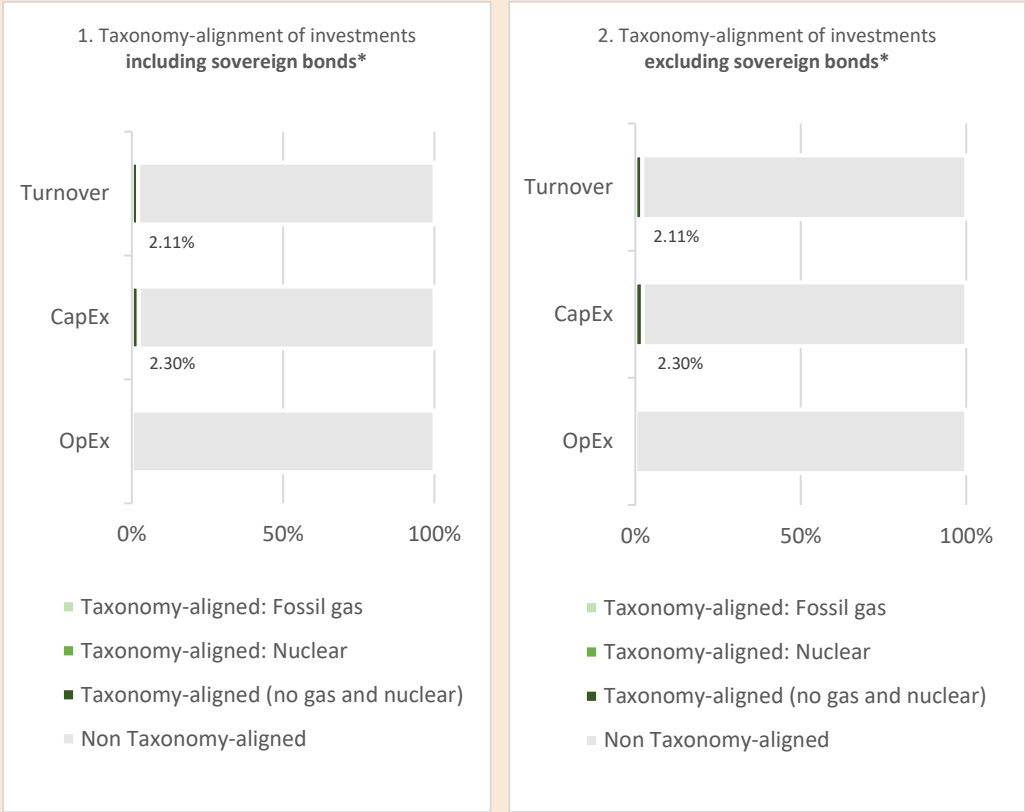 1. Taxonomy-alignment of investments
including sovereign bonds*
Turnover
2.11%
CapEx
2.30%
OpEx
0%
50%
100%
Taxonomy-aligned: Fossil gas
Taxonomy-aligned: Nuclear
Taxonomy-aligned (no gas and nuclear)
Non Taxonomy-aligned
2. Taxonomy-alignment of investments
excluding sovereign bonds*
Turnover
2.11%
CapEx
2.30%
OpEx
0%
50%
100%
Taxonomy-aligned: Fossil gas
Taxonomy-aligned: Nuclear
Taxonomy-aligned (no gas and nuclear)
Non Taxonomy-aligned